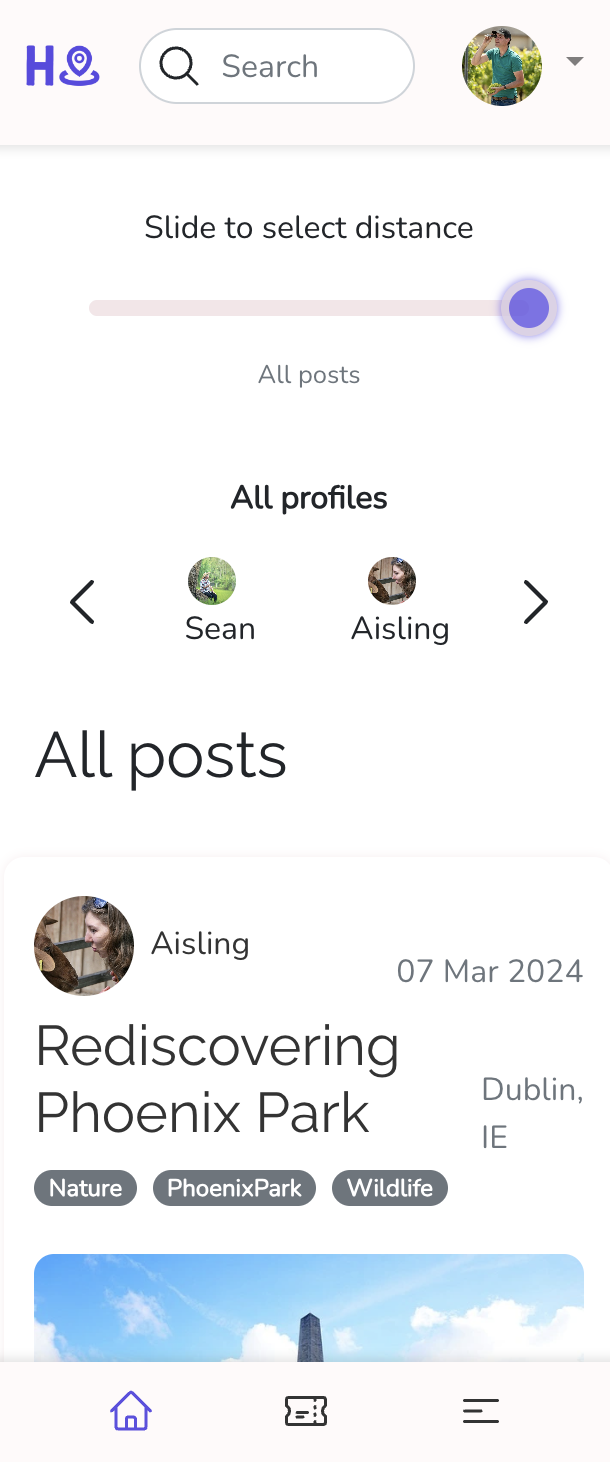 H
Search
Slide to select distance
All posts
All profiles
Sean
Aisling
All posts
Aisling
07 Mar 2024
Rediscovering
Phoenix Park
Dublin,
IE
Nature PhoenixPark Wildlife